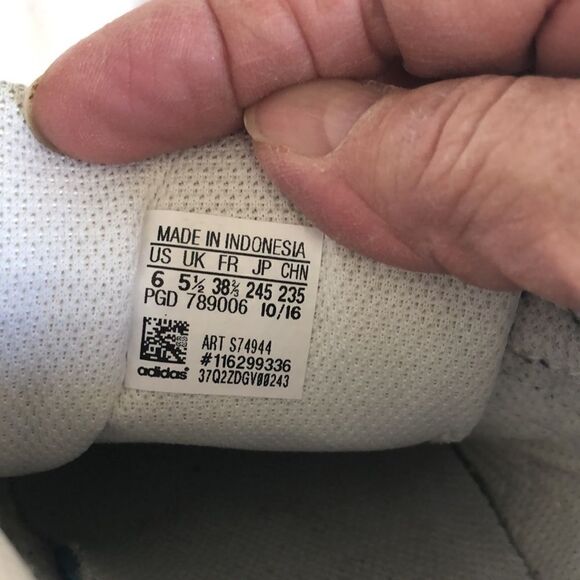 MADE IN INDONESIA
US UK FR JP CHN
6 5½ 38⅔ 245 235
PGD 789006 10/16
ART S74944
#116299336
adidas® 37Q2ZDGV00243